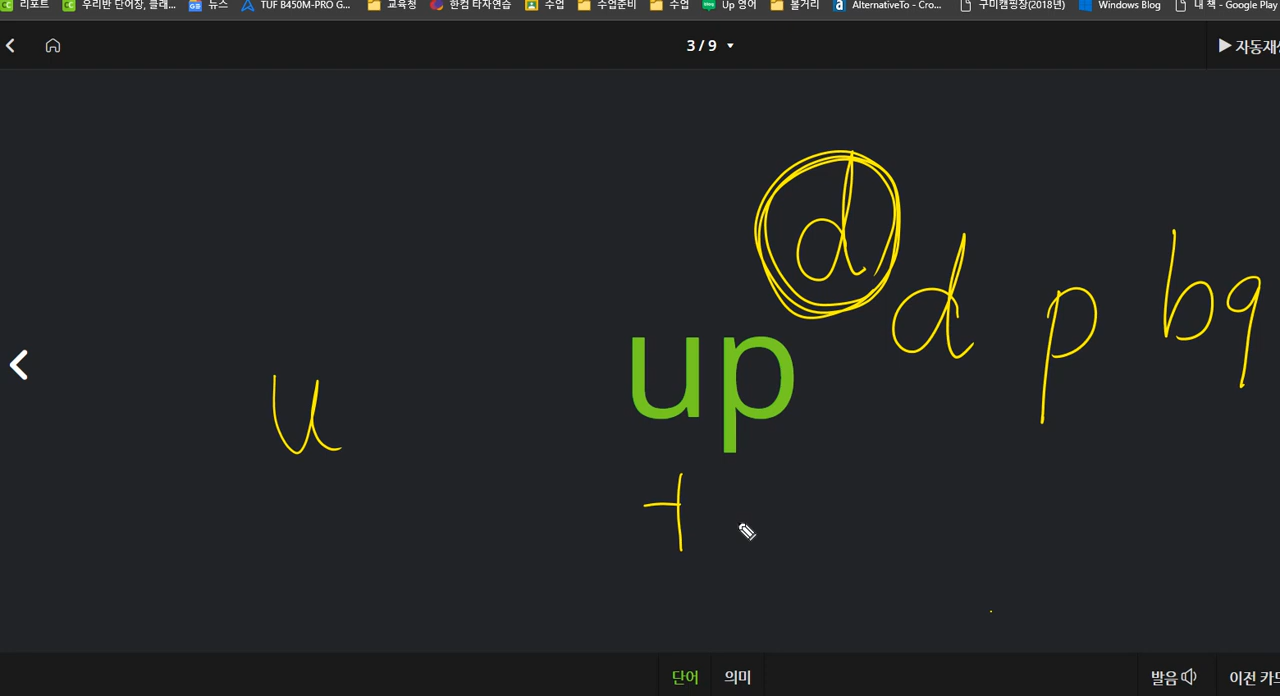 리포트 우리반 단어장, 클래... 뉴스 TUF B450M-PRO G... 교육청 한컴 타자연습 수업 수업준비 수업 Up 영어 볼거리 AlternativeTo - Cro... 구미캠핑장(2018년) Windows Blog 내 책 - Google Play
3 / 9 자동재생
d
d p b q
up
u
ㅓ
단어 의미 발음 이전 카드